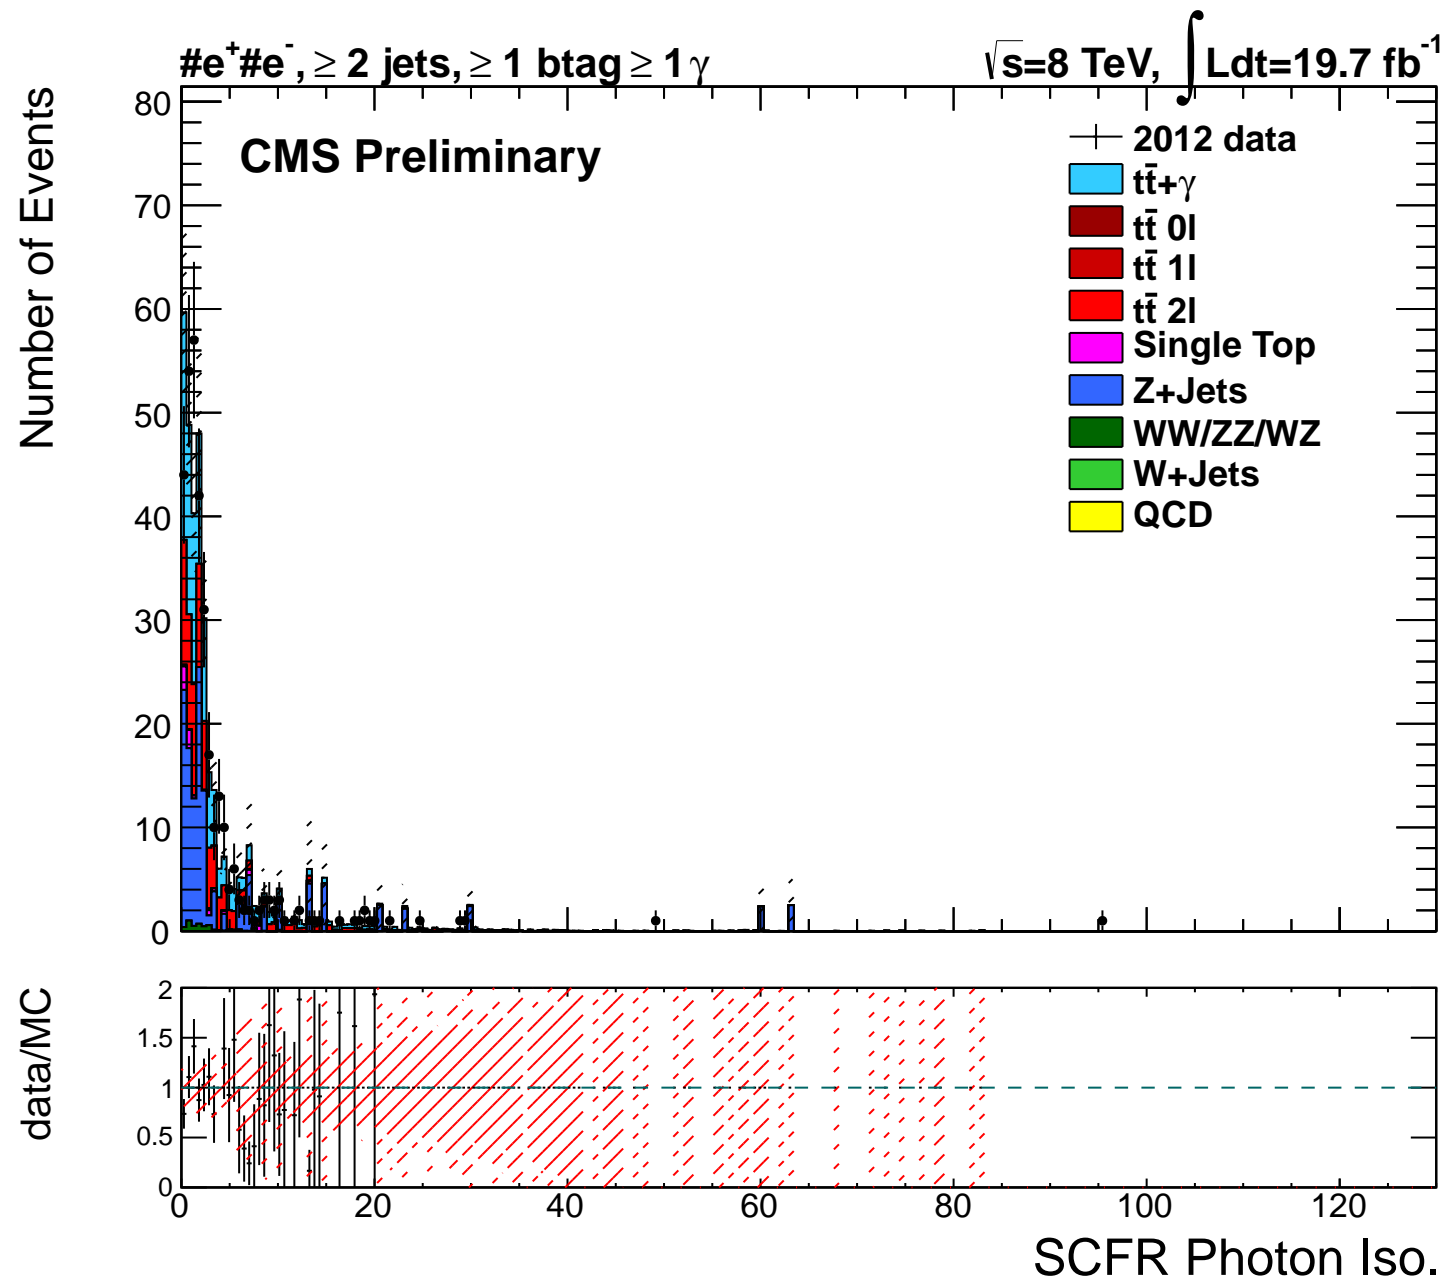 #e⁺#e⁻, ≥ 2 jets, ≥ 1 btag ≥ 1 γ
√s=8 TeV, ∫Ldt=19.7 fb⁻¹
CMS Preliminary
2012 data
tt̄+γ
tt̄ 0l
tt̄ 1l
tt̄ 2l
Single Top
Z+Jets
WW/ZZ/WZ
W+Jets
QCD
Number of Events
80
70
60
50
40
30
20
10
0
data/MC
2
1.5
1
0.5
0
0 20 40 60 80 100 120
SCFR Photon Iso.